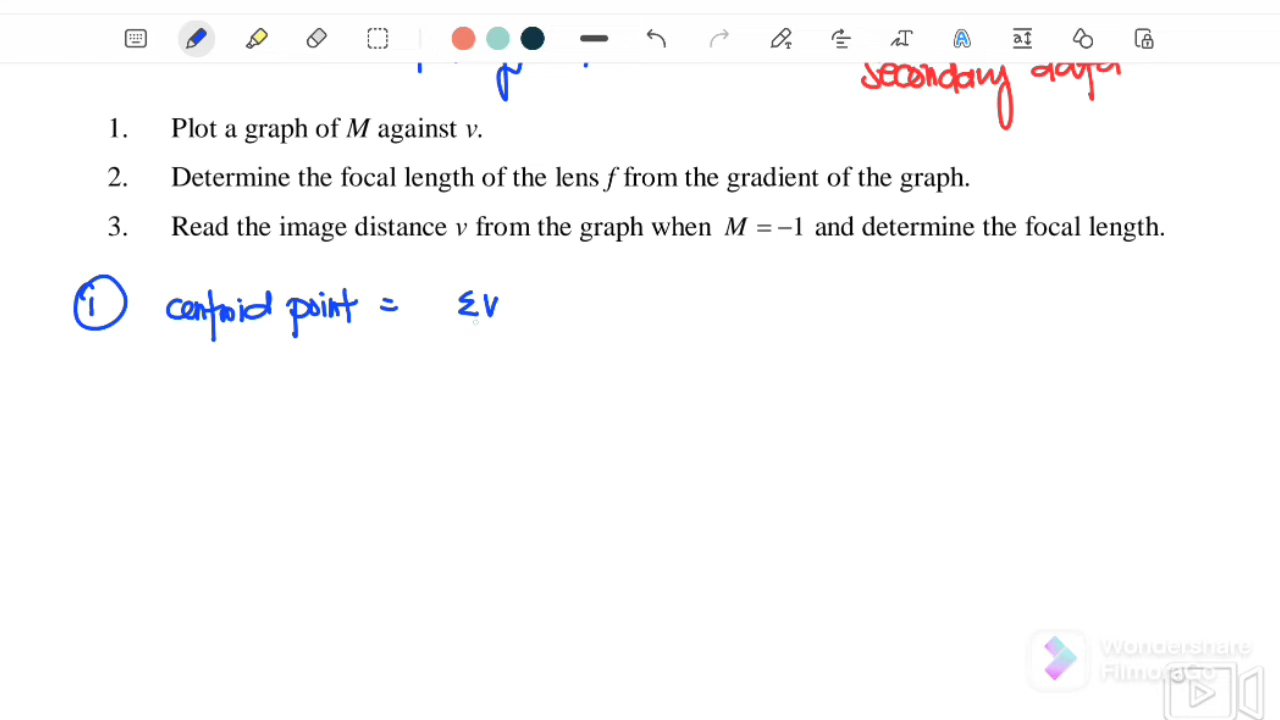 secondary data
1. Plot a graph of M against v.
2. Determine the focal length of the lens f from the gradient of the graph.
3. Read the image distance v from the graph when M = −1 and determine the focal length.
① centroid point = Σv
Wondershare
FilmoraGo